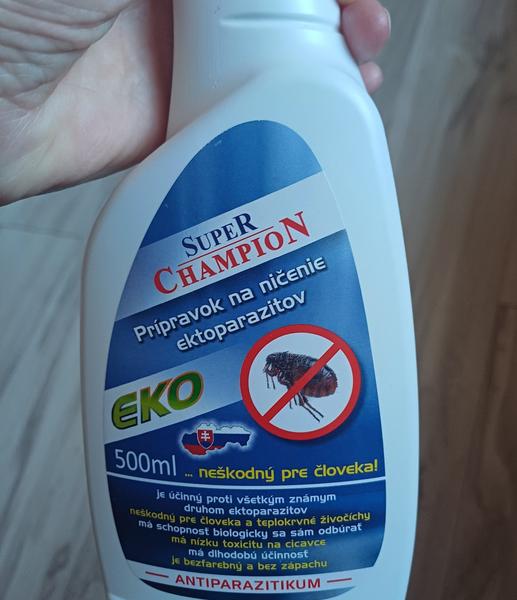 SUPER
CHAMPION
Prípravok na ničenie
ektoparazitov
EKO
500ml ... neškodný pre človeka!
je účinný proti všetkým známym
druhom ektoparazitov
neškodný pre človeka a teplokrvné živočíchy
má schopnosť biologicky sa sám odbúrať
má nízku toxicitu na cicavce
má dlhodobú účinnosť
je bezfarebný a bez zápachu
ANTIPARAZITIKUM